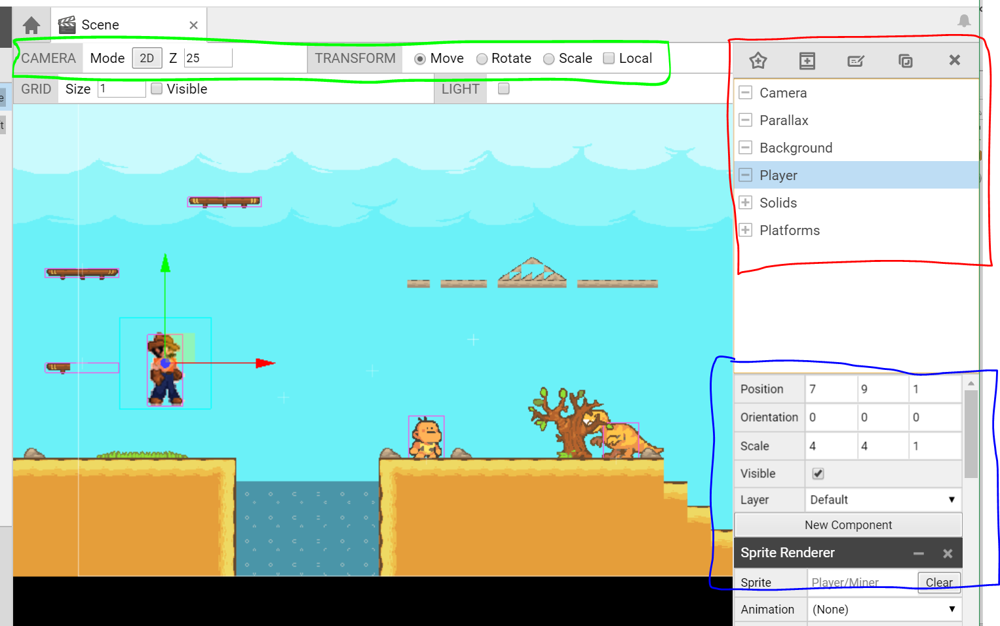 Scene
CAMERA Mode 2D Z 25 TRANSFORM Move Rotate Scale Local
GRID Size 1 Visible LIGHT
e
ft
Camera
Parallax
Background
Player
Solids
Platforms
Position 7 9 1
Orientation 0 0 0
Scale 4 4 1
Visible
Layer Default
New Component
Sprite Renderer
Sprite Player/Miner Clear
Animation (None)